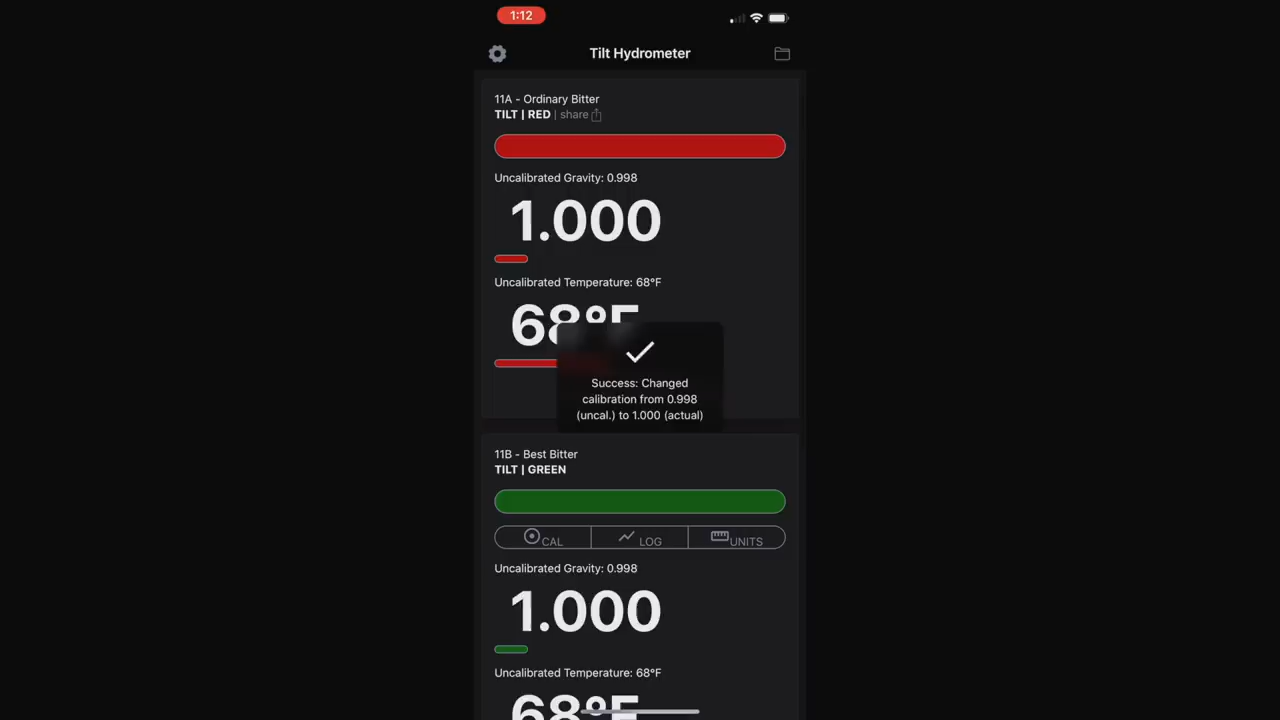 1:12
Tilt Hydrometer
11A - Ordinary Bitter
TILT | RED | share
Uncalibrated Gravity: 0.998
1.000
Uncalibrated Temperature: 68°F
68°F
Success: Changed
calibration from 0.998
(uncal.) to 1.000 (actual)
11B - Best Bitter
TILT | GREEN
CAL LOG UNITS
Uncalibrated Gravity: 0.998
1.000
Uncalibrated Temperature: 68°F
68°F